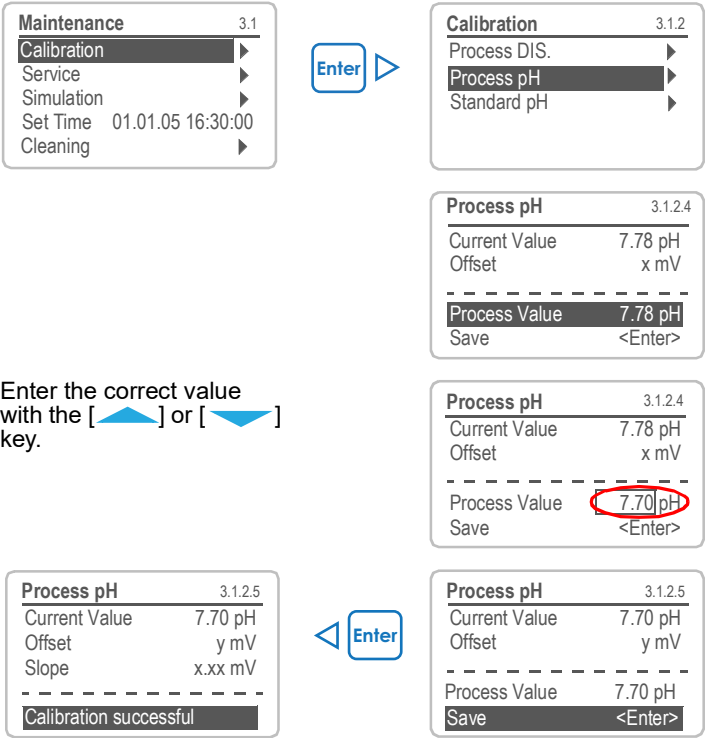 Maintenance 3.1
Calibration
Service
Simulation
Set Time 01.01.05 16:30:00
Cleaning
Enter
Calibration 3.1.2
Process DIS.
Process pH
Standard pH
Process pH 3.1.2.4
Current Value 7.78 pH
Offset x mV
Process Value 7.78 pH
Save <Enter>
Enter the correct value
with the [ ] or [ ]
key.
Process pH 3.1.2.4
Current Value 7.78 pH
Offset x mV
Process Value 7.70 pH
Save <Enter>
Process pH 3.1.2.5
Current Value 7.70 pH
Offset y mV
Process Value 7.70 pH
Save <Enter>
Enter
Process pH 3.1.2.5
Current Value 7.70 pH
Offset y mV
Slope x.xx mV
Calibration successful